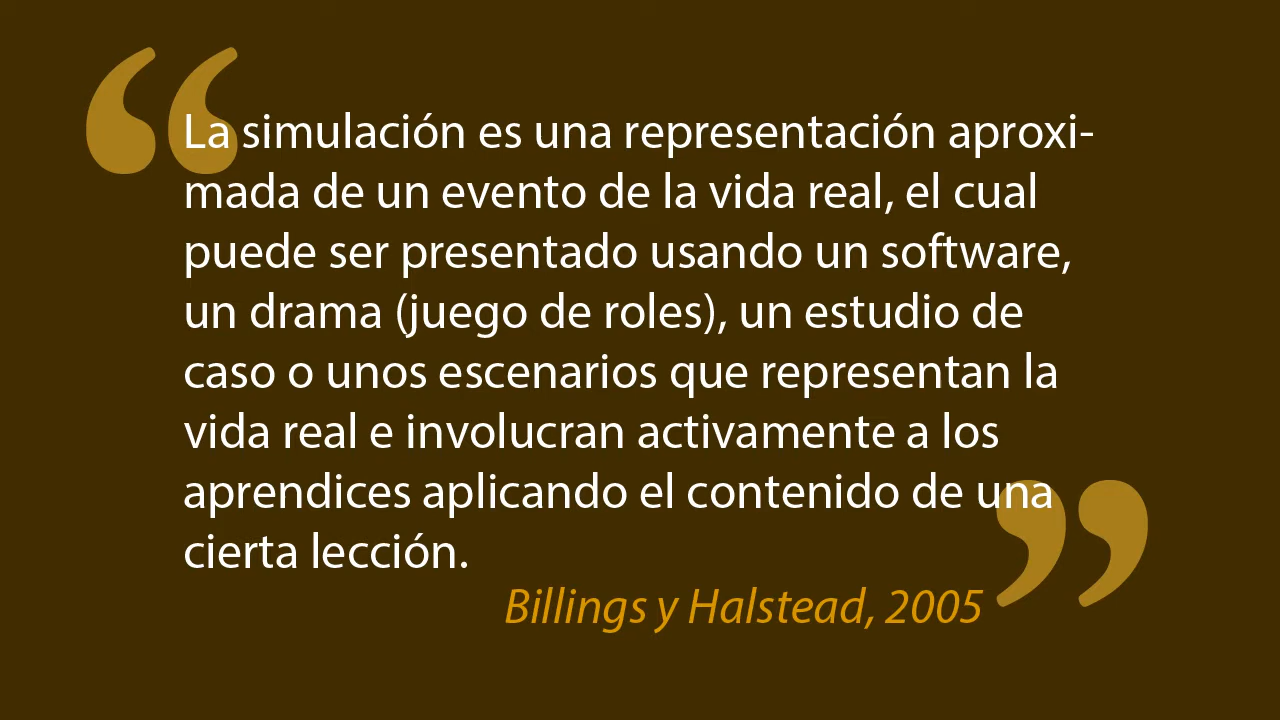 “La simulación es una representación aproxi-
mada de un evento de la vida real, el cual
puede ser presentado usando un software,
un drama (juego de roles), un estudio de
caso o unos escenarios que representan la
vida real e involucran activamente a los
aprendices aplicando el contenido de una
cierta lección.”
Billings y Halstead, 2005